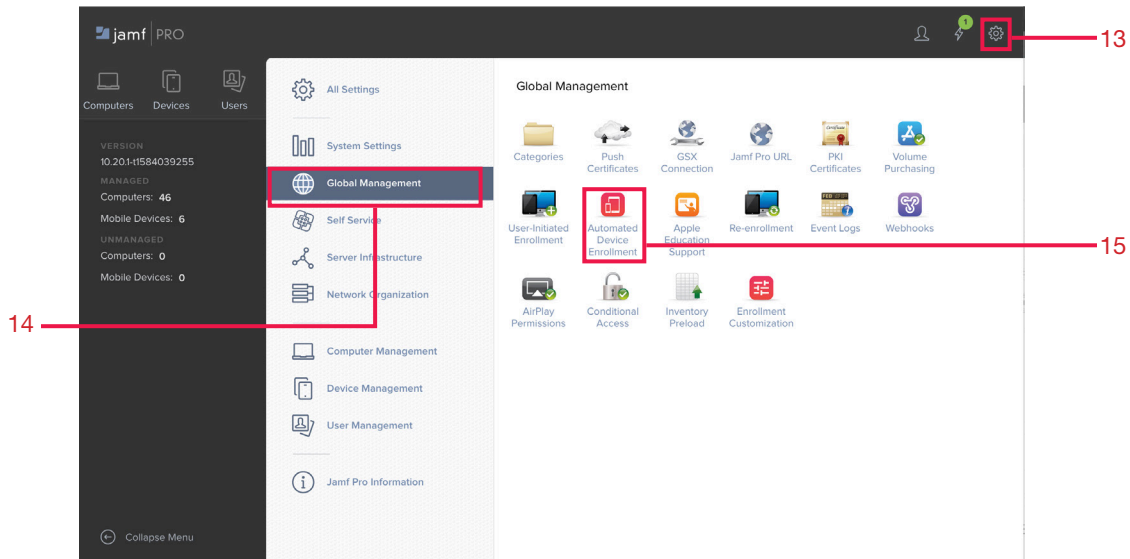 jamf PRO
1
13
Computers Devices Users
VERSION
10.20.1-t1584039255
MANAGED
Computers: 46
Mobile Devices: 6
UNMANAGED
Computers: 0
Mobile Devices: 0
Collapse Menu
14
All Settings
System Settings
Global Management
Self Service
Server Infrastructure
Network Organization
Computer Management
Device Management
User Management
Jamf Pro Information
Global Management
Categories
Push
Certificates
GSX
Connection
Jamf Pro URL
PKI
Certificates
Volume
Purchasing
User-Initiated
Enrollment
Automated
Device
Enrollment
Apple
Education
Support
Re-enrollment
Event Logs
Webhooks
15
AirPlay
Permissions
Conditional
Access
Inventory
Preload
Enrollment
Customization